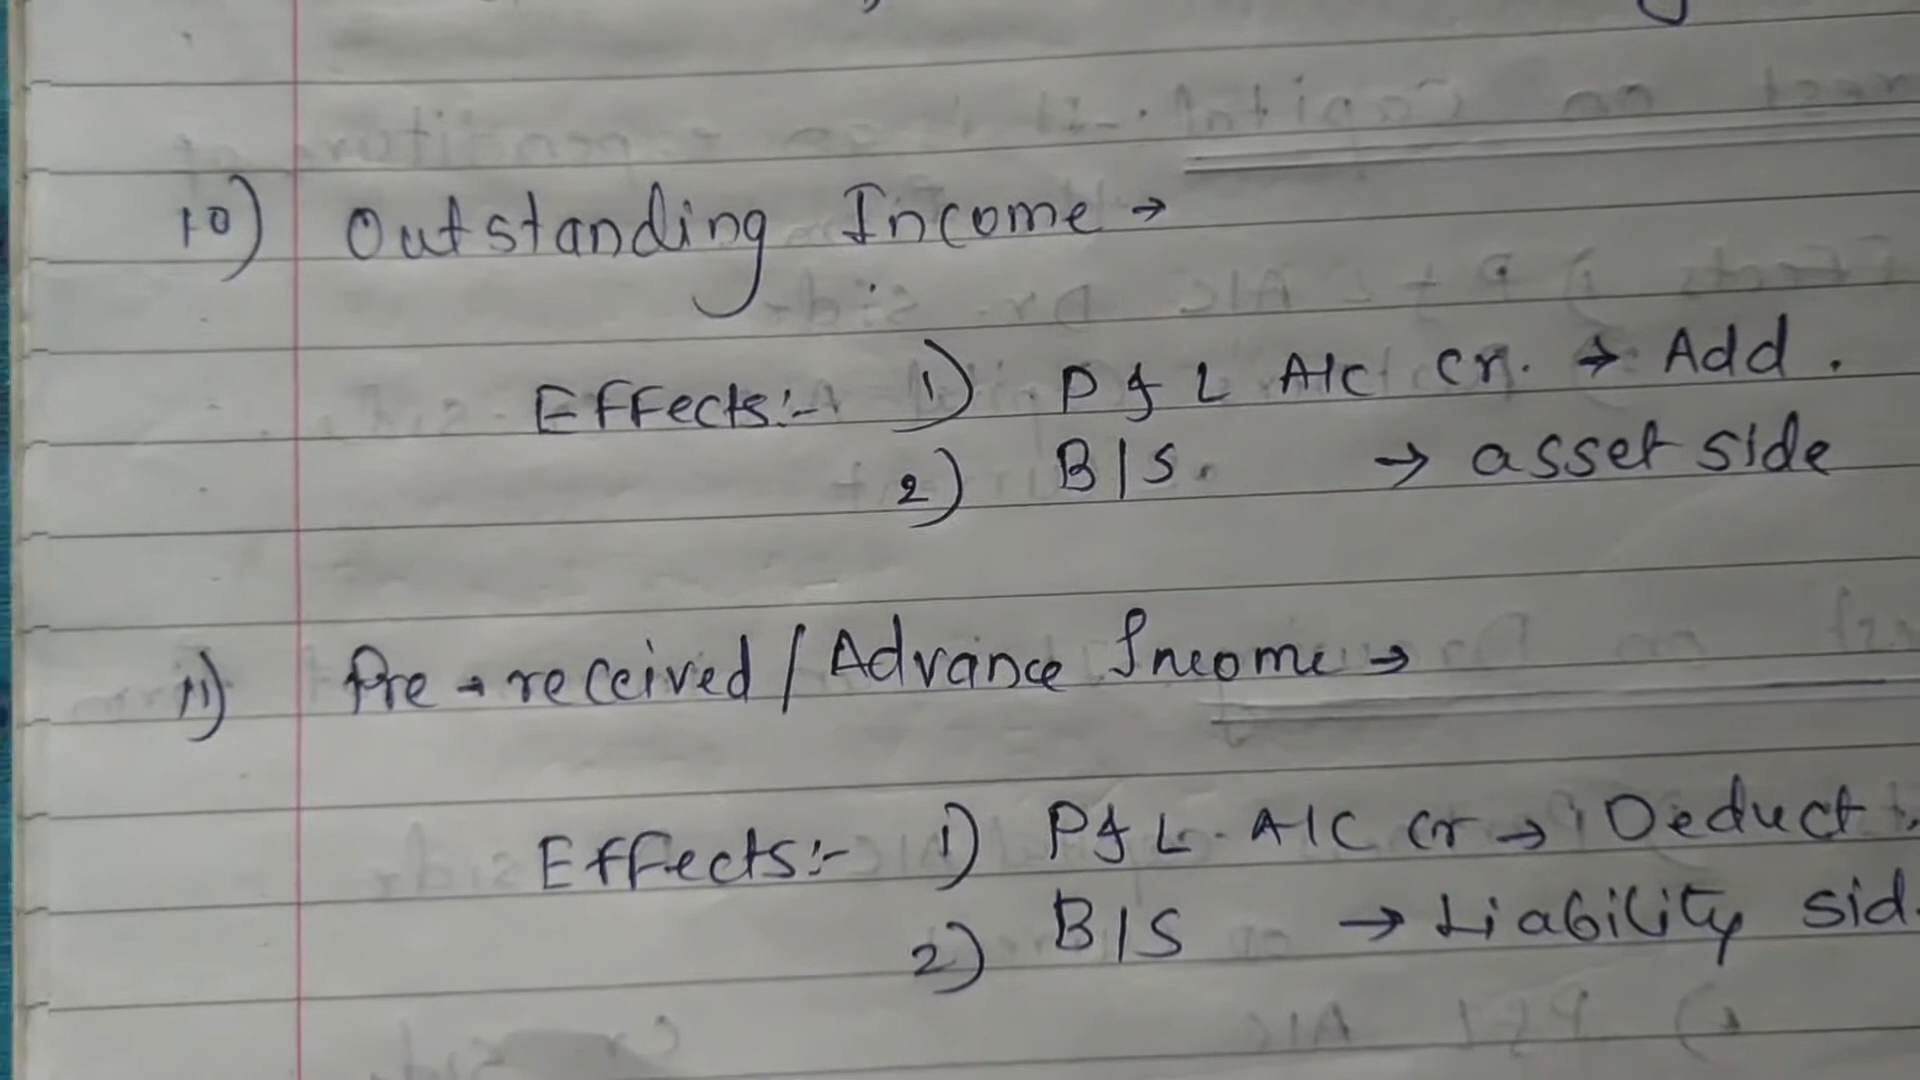 10) Outstanding Income →
Effects:- 1) P & L A/C Cr. → Add.
2) B/S. → asset side
11) Pre-received / Advance Income →
Effects:- 1) P & L A/C Cr → Deduct.
2) B/S → Liability sid